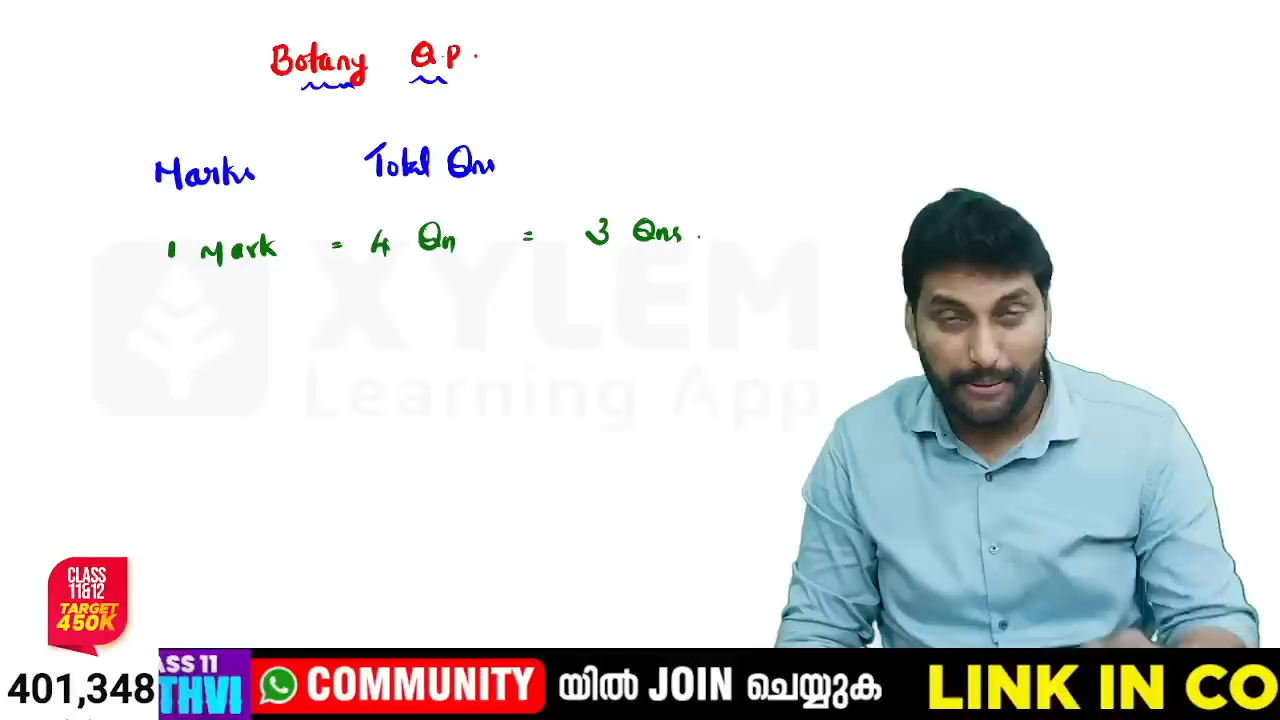 Botany Q.P.
Marks Total Qns
1 Mark = 4 Qn = 3 Qns.
XYLEM
Learning App
CLASS
11&12
TARGET
450K
401,348
ASS 11
THVI
COMMUNITY യിൽ JOIN ചെയ്യുക LINK IN CO